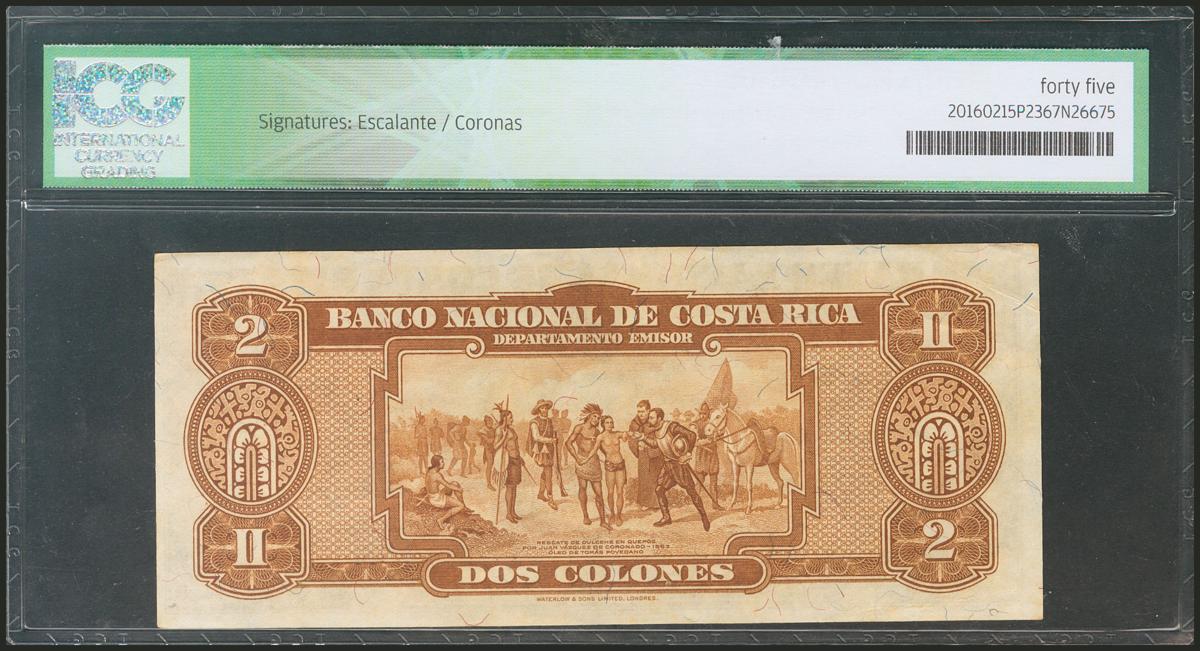 ICG
INTERNATIONAL
CURRENCY
GRADING
Signatures: Escalante / Coronas
forty five
20160215P2367N26675
2
BANCO NACIONAL DE COSTA RICA
II
DEPARTAMENTO EMISOR
RESCATE DE DULCEHE EN QUEPOS
POR JUAN VAZQUEZ DE CORONADO - 1563
OLEO DE TOMÁS POVEDANO
II
DOS COLONES
2
WATERLOW & SONS LIMITED, LONDRES.